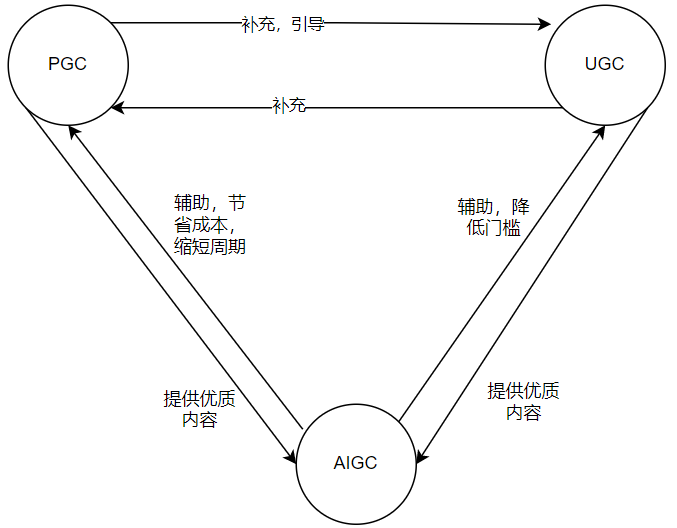 补充，引导
PGC
UGC
补充
辅助，节
省成本，
缩短周期
辅助，降
低门槛
提供优质
内容
提供优质
内容
AIGC